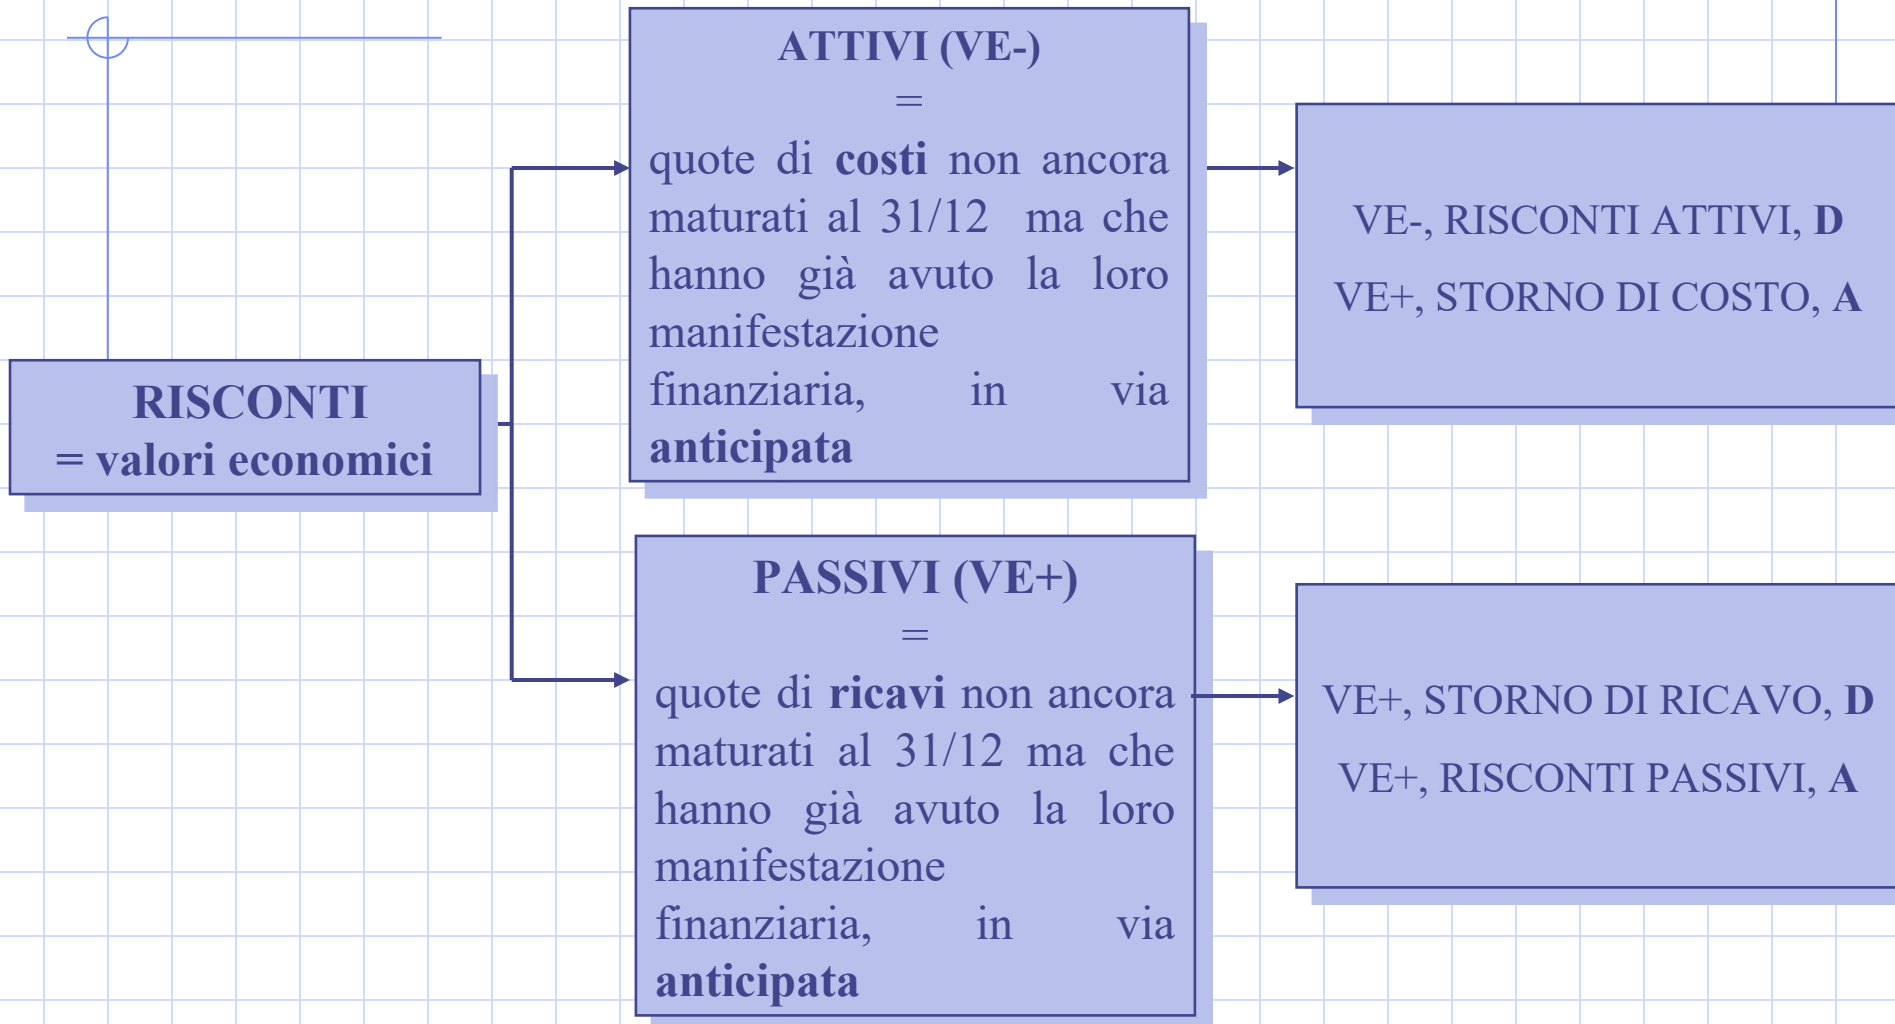 RISCONTI
= valori economici
ATTIVI (VE-)
=
quote di costi non ancora
maturati al 31/12 ma che
hanno già avuto la loro
manifestazione
finanziaria, in via
anticipata
VE-, RISCONTI ATTIVI, D
VE+, STORNO DI COSTO, A
PASSIVI (VE+)
=
quote di ricavi non ancora
maturati al 31/12 ma che
hanno già avuto la loro
manifestazione
finanziaria, in via
anticipata
VE+, STORNO DI RICAVO, D
VE+, RISCONTI PASSIVI, A